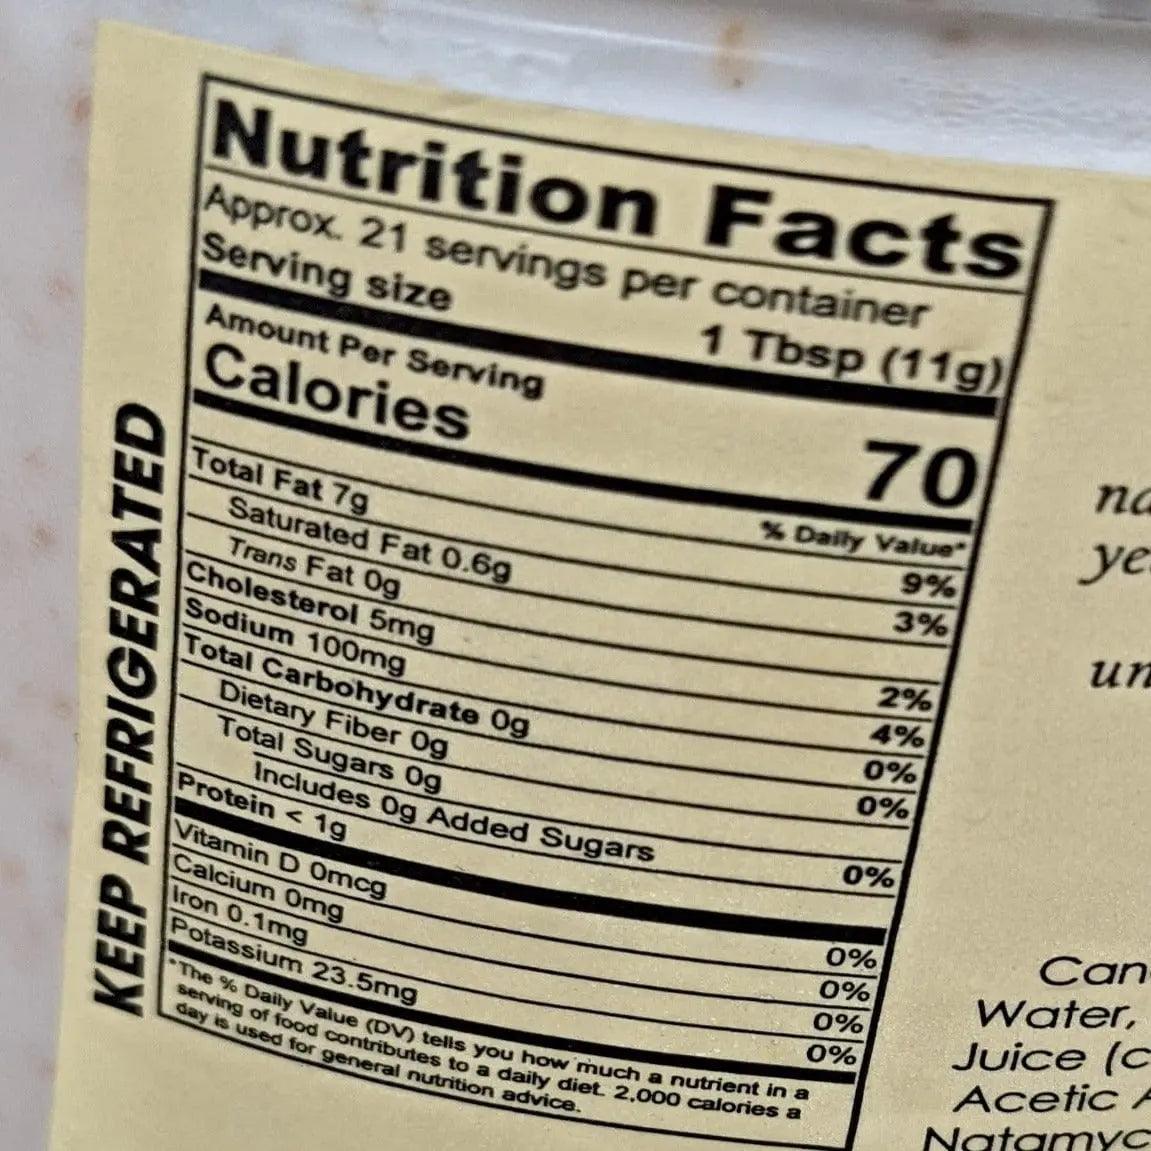 Nutrition Facts
Approx. 21 servings per container
Serving size 1 Tbsp (11g)
Amount Per Serving
Calories 70
% Daily Value*
Total Fat 7g 9%
Saturated Fat 0.6g 3%
Trans Fat 0g
Cholesterol 5mg 2%
Sodium 100mg 4%
Total Carbohydrate 0g 0%
Dietary Fiber 0g 0%
Total Sugars 0g
Includes 0g Added Sugars 0%
Protein < 1g
Vitamin D 0mcg 0%
Calcium 0mg 0%
Iron 0.1mg 0%
Potassium 23.5mg 0%
*The % Daily Value (DV) tells you how much a nutrient in a
serving of food contributes to a daily diet. 2,000 calories a
day is used for general nutrition advice.
KEEP REFRIGERATED
Water,
Juice (c
Acetic